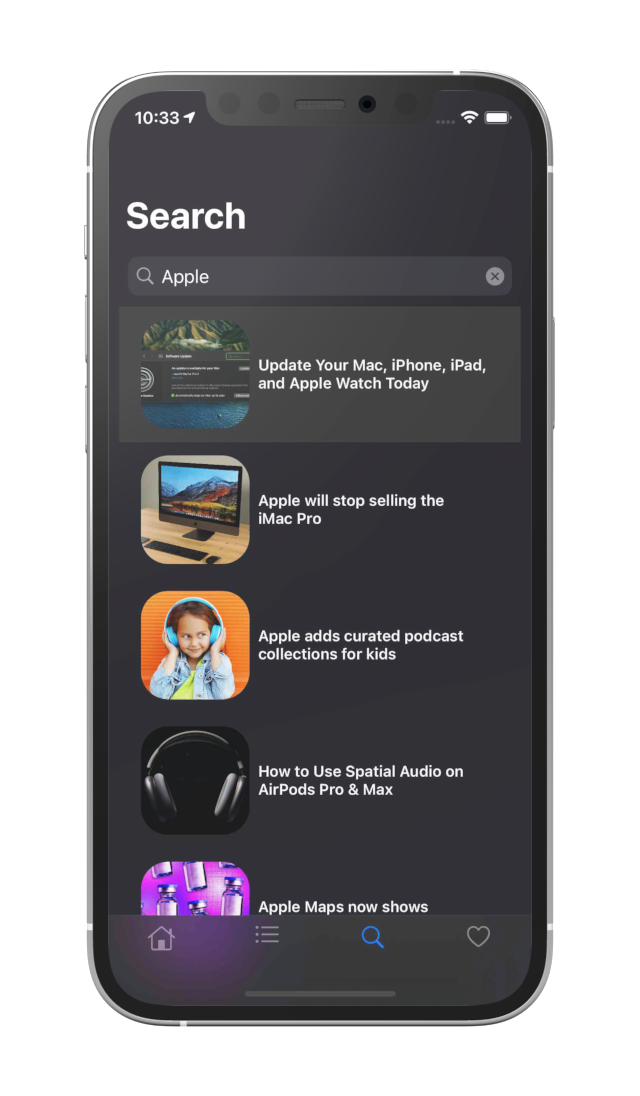 10:33
Search
Apple
Software Update
Update Your Mac, iPhone, iPad,
and Apple Watch Today
Apple will stop selling the
iMac Pro
Apple adds curated podcast
collections for kids
How to Use Spatial Audio on
AirPods Pro & Max
Apple Maps now shows